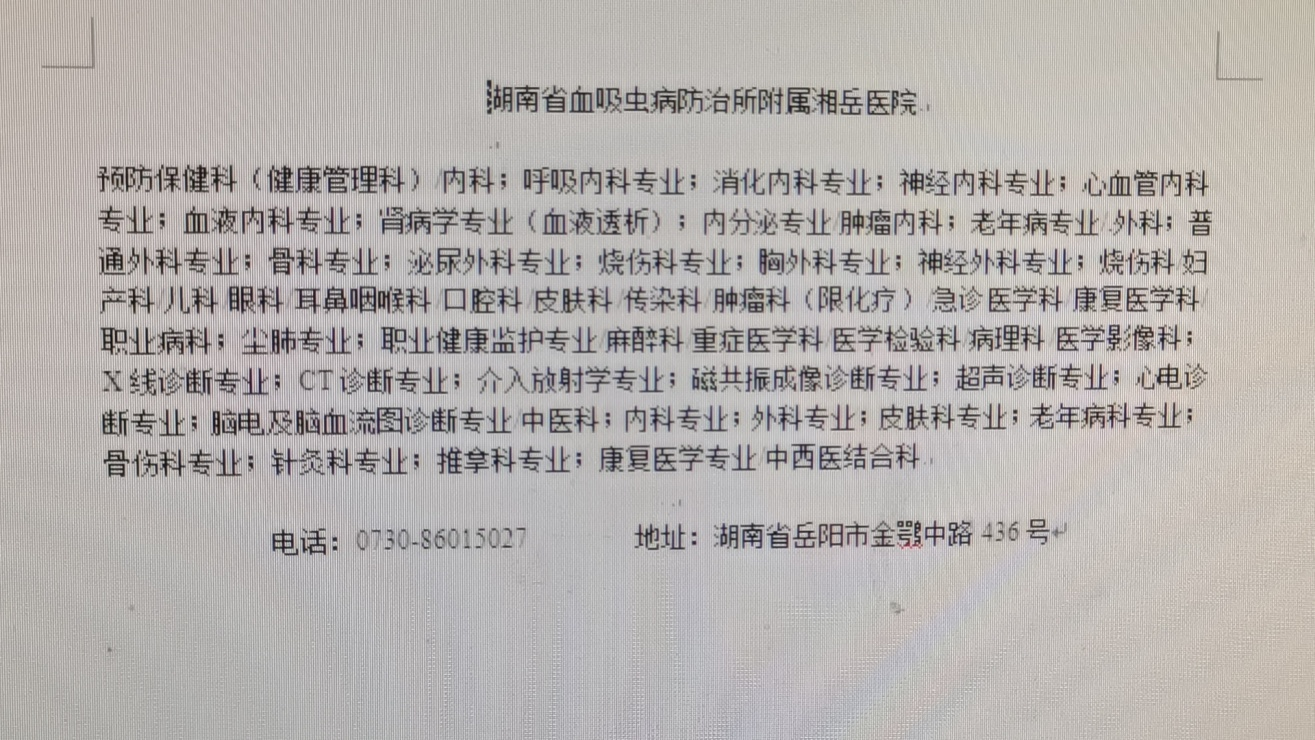 湖南省血吸虫病防治所附属湘岳医院
预防保健科（健康管理科）/内科；呼吸内科专业；消化内科专业；神经内科专业；心血管内科
专业；血液内科专业；肾病学专业（血液透析）；内分泌专业/肿瘤内科；老年病专业/.外科；普
通外科专业；骨科专业；泌尿外科专业；烧伤科专业；胸外科专业；神经外科专业；烧伤科/妇
产科/儿科/眼科/耳鼻咽喉科/口腔科/皮肤科/传染科/肿瘤科（限化疗）/急诊医学科/康复医学科/
职业病科；尘肺专业；职业健康监护专业/麻醉科/重症医学科/医学检验科/病理科/医学影像科；
X 线诊断专业；CT 诊断专业；介入放射学专业；磁共振成像诊断专业；超声诊断专业；心电诊
断专业；脑电及脑血流图诊断专业/中医科；内科专业；外科专业；皮肤科专业；老年病科专业；
骨伤科专业；针灸科专业；推拿科专业；康复医学专业/中西医结合科
电话：0730-86015027 地址：湖南省岳阳市金鹗中路 436 号